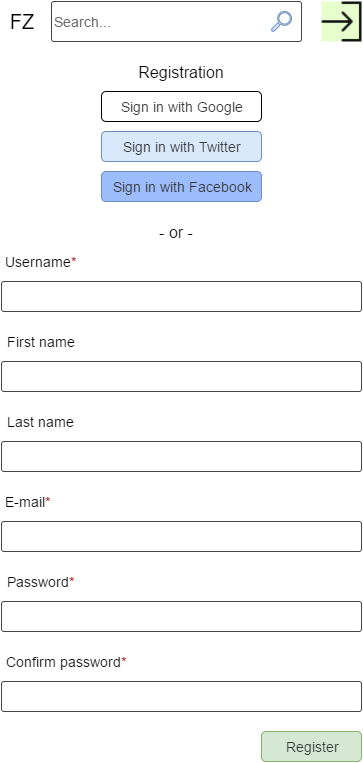 FZ Search...
Registration
Sign in with Google
Sign in with Twitter
Sign in with Facebook
- or -
Username*
First name
Last name
E-mail*
Password*
Confirm password*
Register